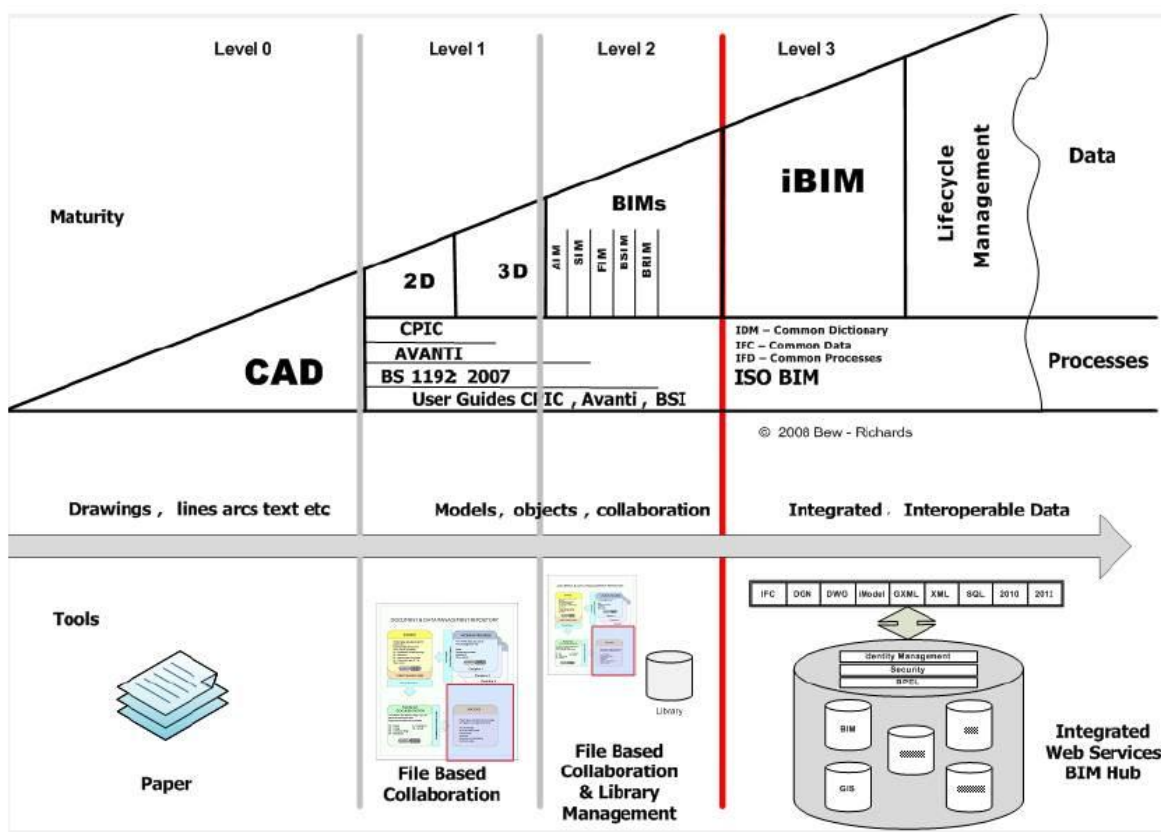 Level 0
Level 1
Level 2
Level 3
Maturity
CAD
2D
3D
BIMs
AIM
SIM
FIM
BSIM
BRIM
iBIM
Lifecycle
Management
Data
Processes
CPIC
AVANTI
BS 1192: 2007
User Guides CPIC , Avanti , BSI
IDM – Common Dictionary
IFC – Common Data
IFD – Common Processes
ISO BIM
© 2008 Bew - Richards
Drawings , lines arcs text etc
Models, objects , collaboration
Integrated , Interoperable Data
Tools
Paper
DOCUMENT & DATA MANAGEMENT REPOSITORY
File Based
Collaboration
Library
File Based
Collaboration
& Library
Management
IFC
DGN
DWG
iModel
GXML
XML
SQL
2010
2011
Identity Management
Security
BPEL
BIM
GIS
Integrated
Web Services
BIM Hub